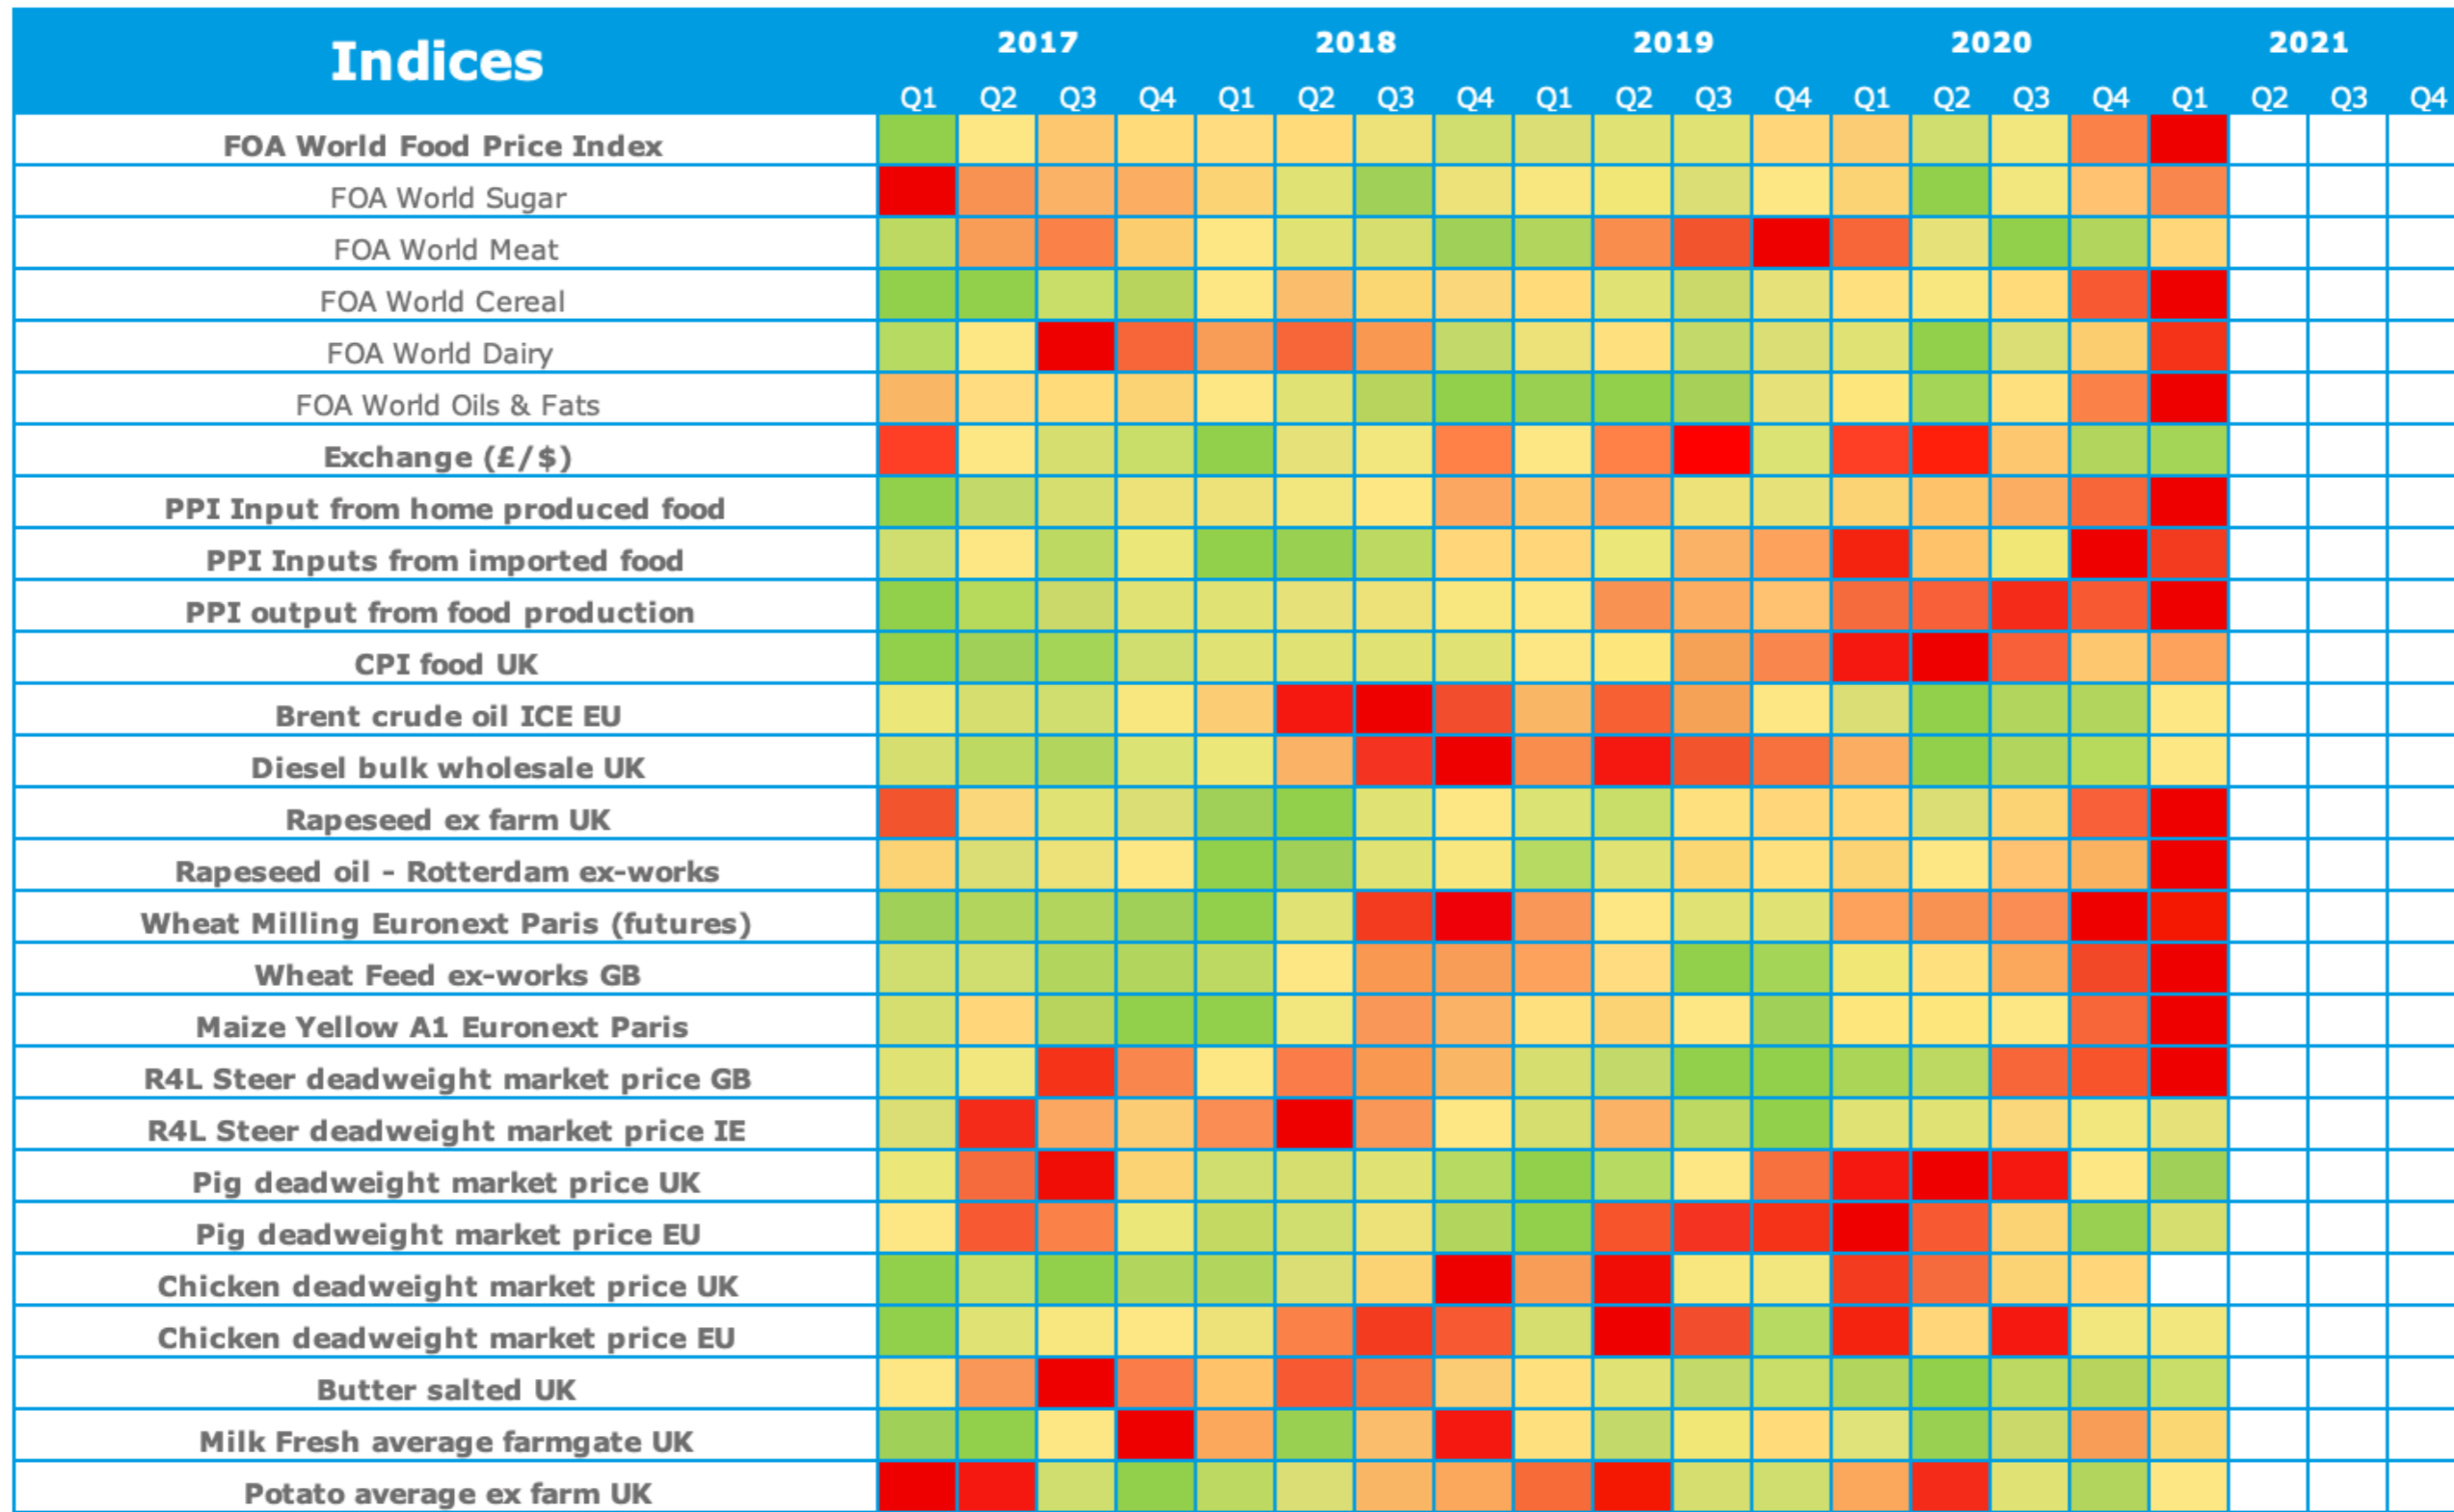 Indices
2017 2018 2019 2020 2021
Q1 Q2 Q3 Q4 Q1 Q2 Q3 Q4 Q1 Q2 Q3 Q4 Q1 Q2 Q3 Q4 Q1 Q2 Q3 Q4
FOA World Food Price Index
FOA World Sugar
FOA World Meat
FOA World Cereal
FOA World Dairy
FOA World Oils & Fats
Exchange (£/$)
PPI Input from home produced food
PPI Inputs from imported food
PPI output from food production
CPI food UK
Brent crude oil ICE EU
Diesel bulk wholesale UK
Rapeseed ex farm UK
Rapeseed oil - Rotterdam ex-works
Wheat Milling Euronext Paris (futures)
Wheat Feed ex-works GB
Maize Yellow A1 Euronext Paris
R4L Steer deadweight market price GB
R4L Steer deadweight market price IE
Pig deadweight market price UK
Pig deadweight market price EU
Chicken deadweight market price UK
Chicken deadweight market price EU
Butter salted UK
Milk Fresh average farmgate UK
Potato average ex farm UK